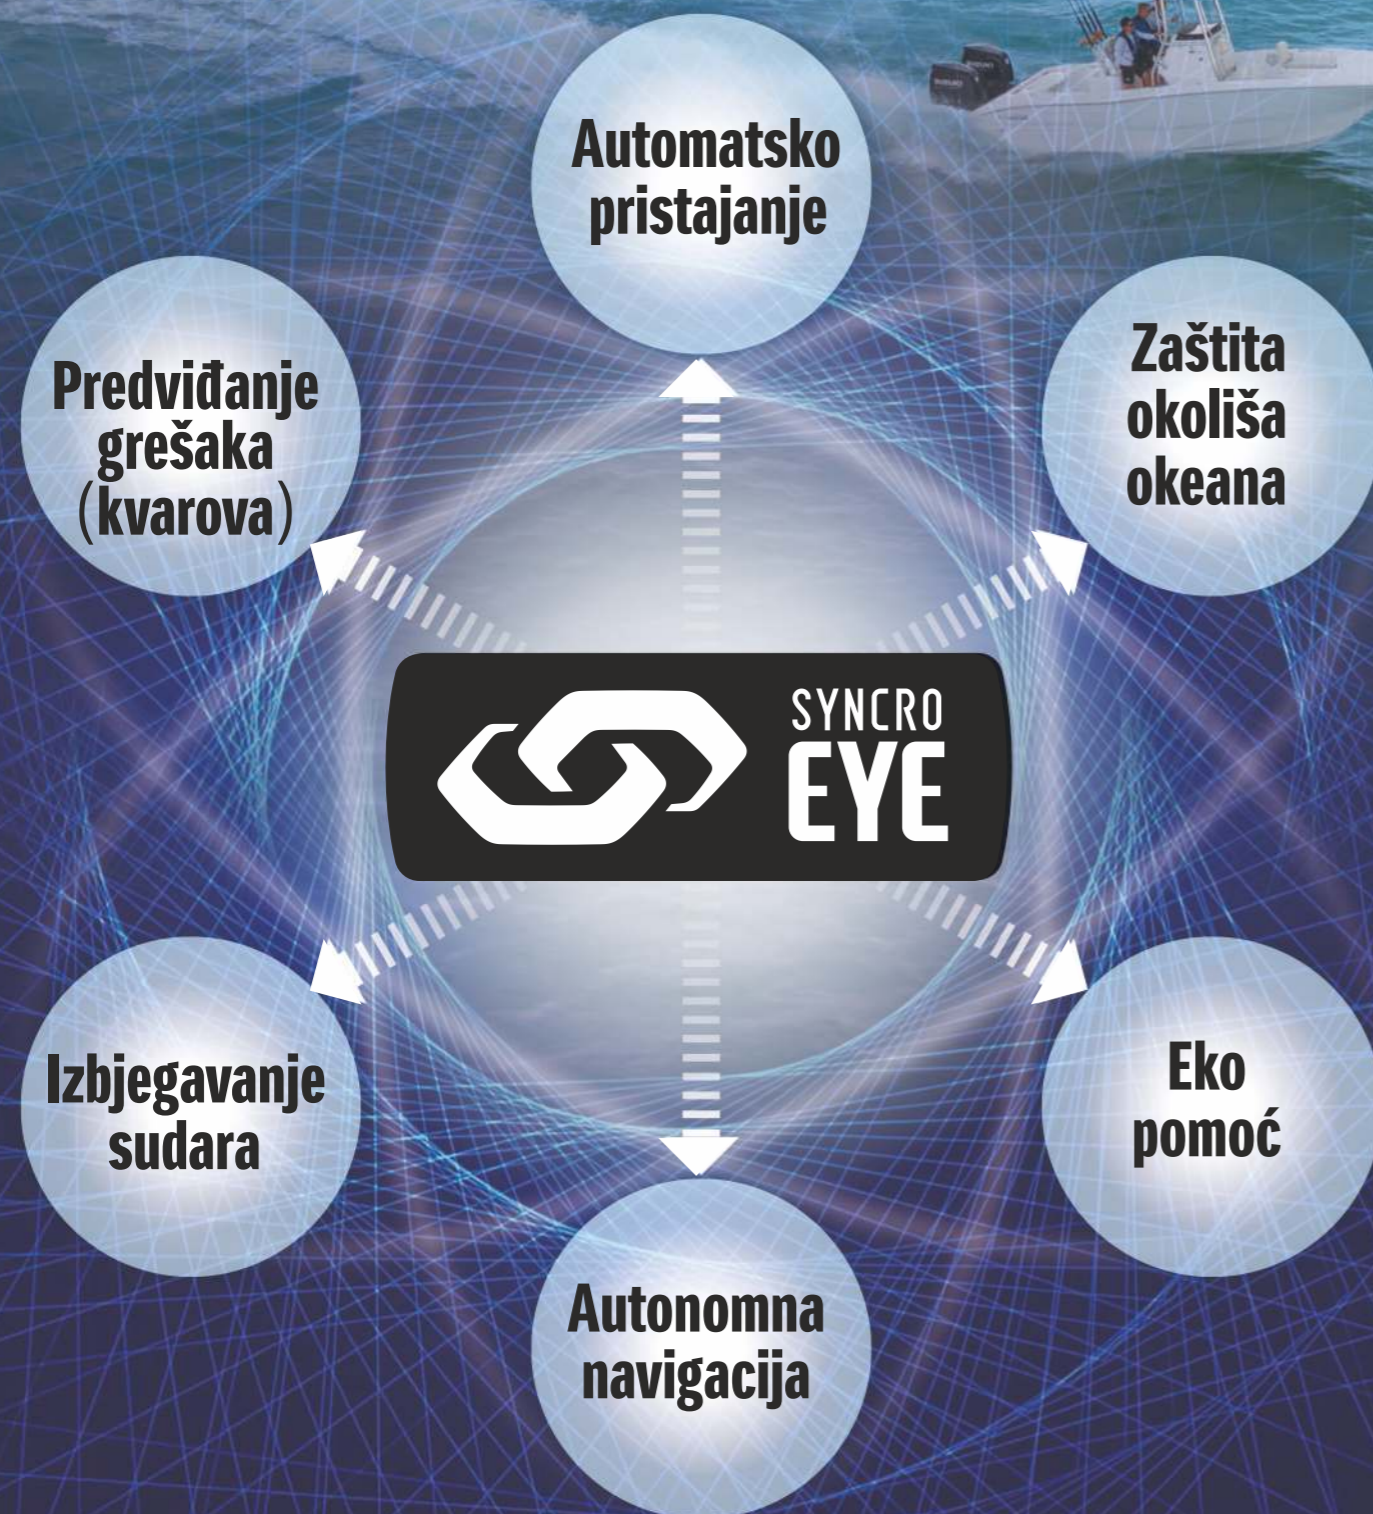 Automatsko
pristajanje
Zaštita
okoliša
okeana
Predviđanje
grešaka
(kvarova)
SYNCRO
EYE
Izbjegavanje
sudara
Eko
pomoć
Autonomna
navigacija